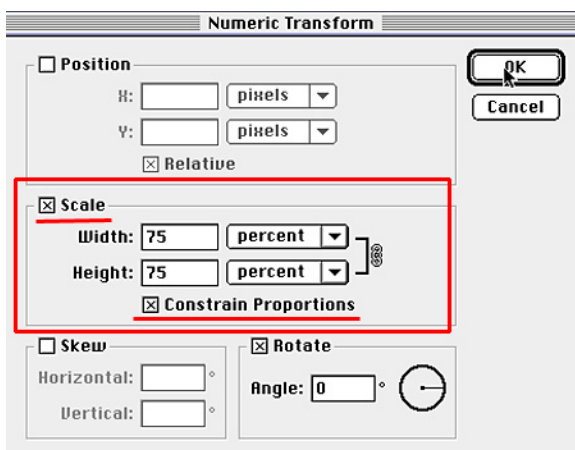 Numeric Transform
Position
X: pixels
Y: pixels
Relative
OK
Cancel
Scale
Width: 75 percent
Height: 75 percent
Constrain Proportions
Skew
Horizontal: °
Vertical: °
Rotate
Angle: 0 °